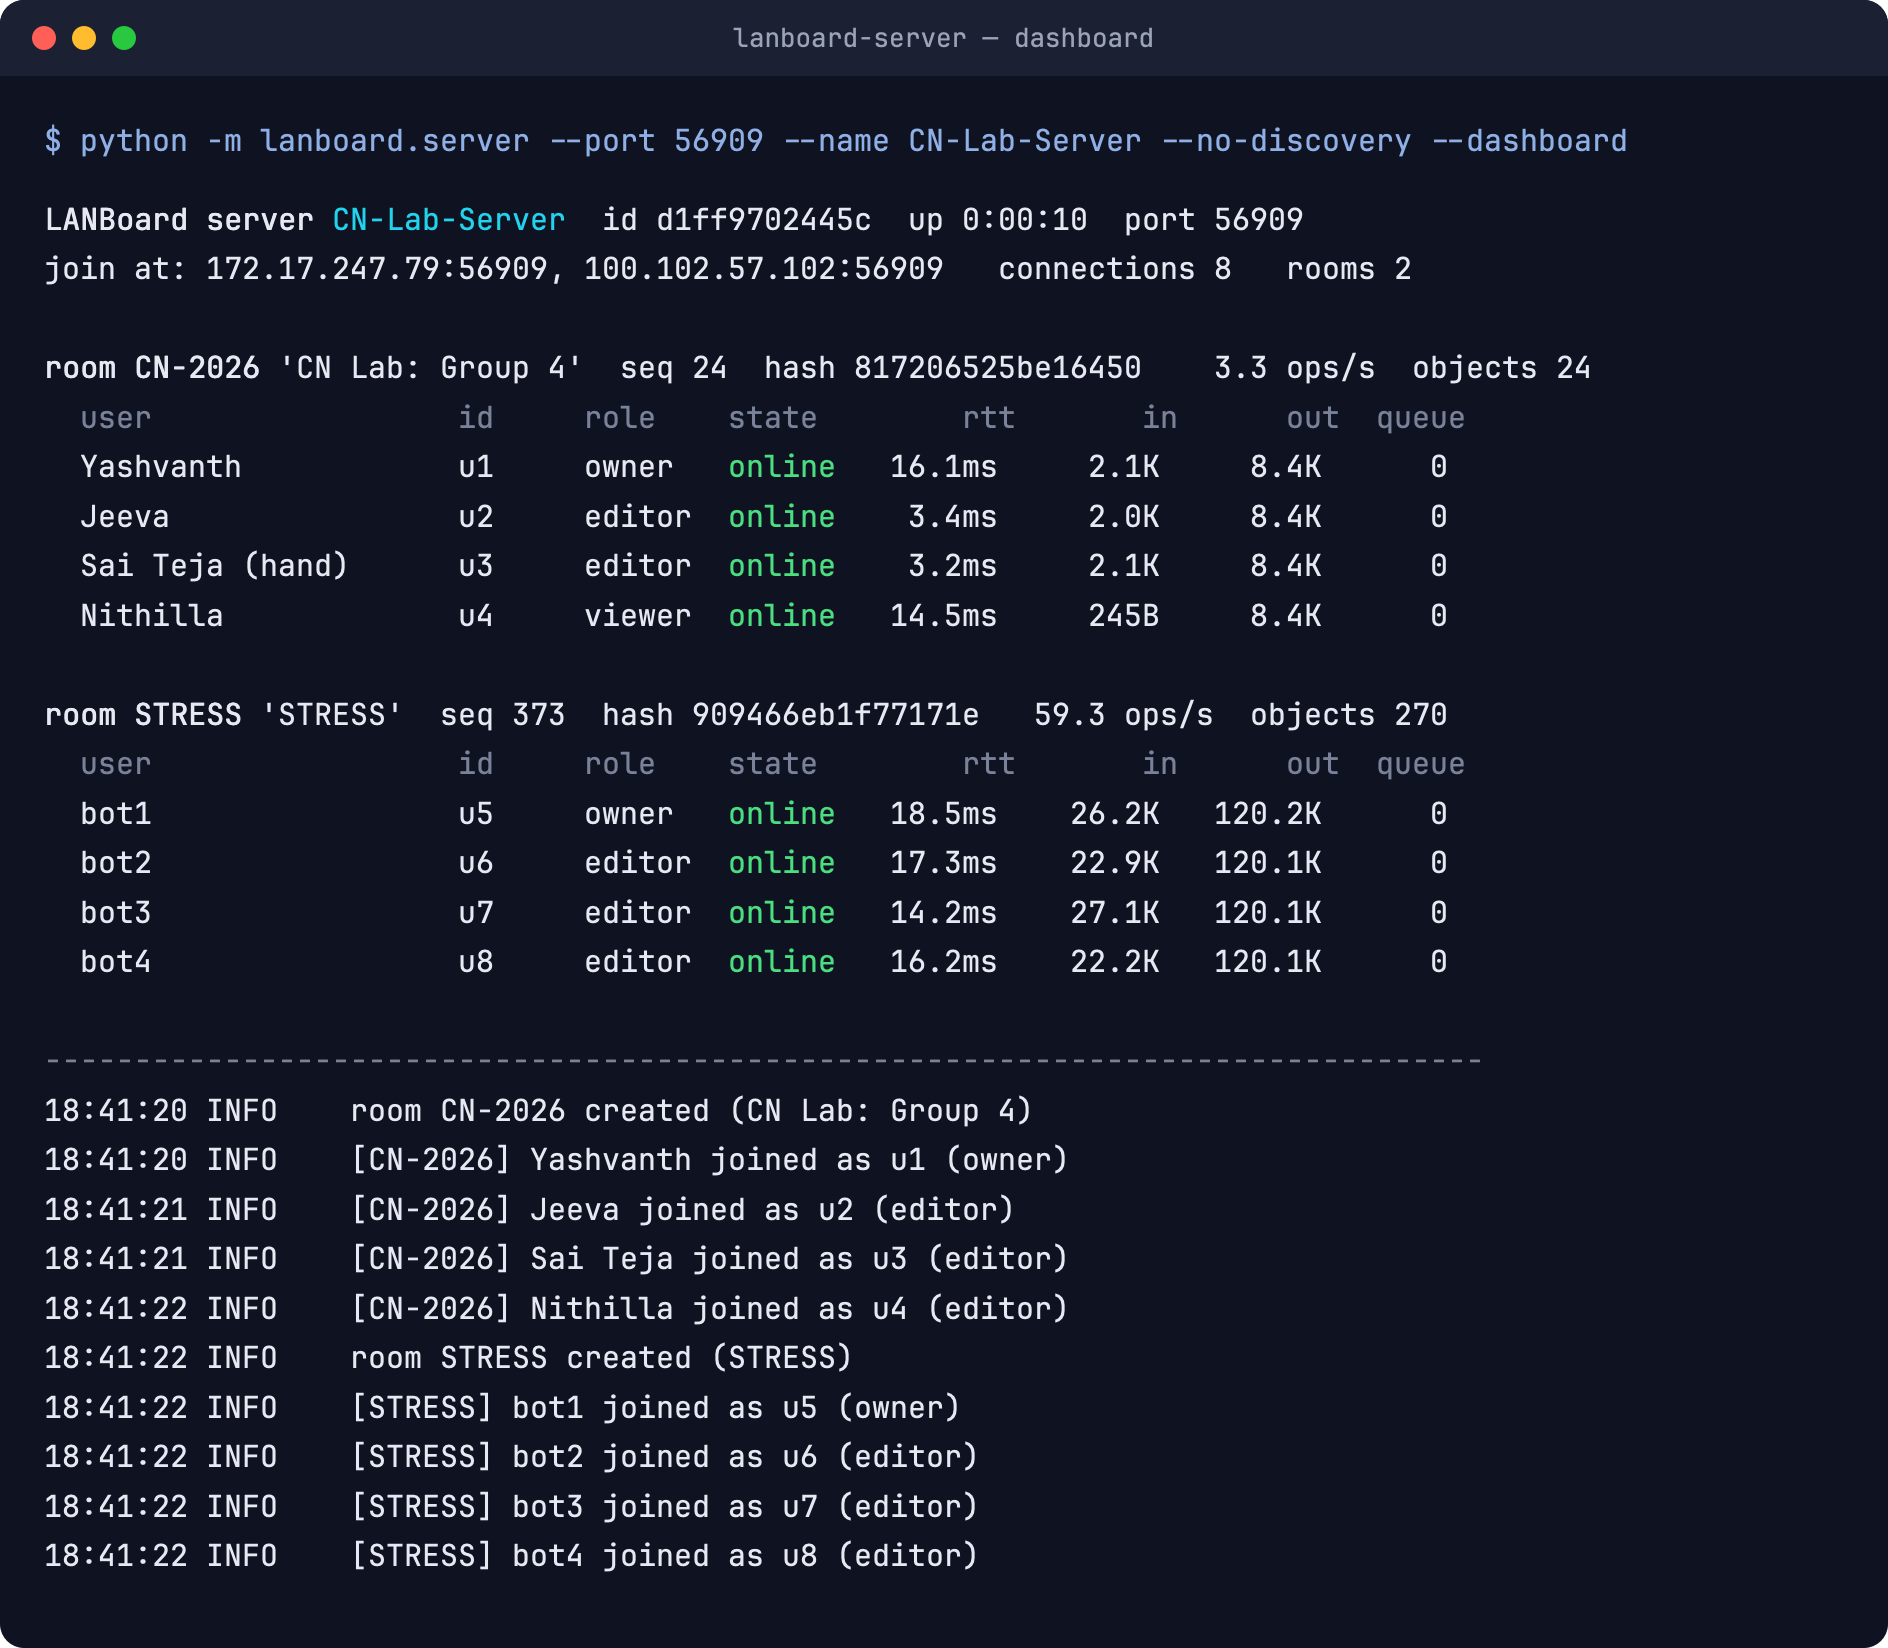 lanboard-server — dashboard
$ python -m lanboard.server --port 56909 --name CN-Lab-Server --no-discovery --dashboard
LANBoard server CN-Lab-Server  id d1ff9702445c  up 0:00:10  port 56909
join at: 172.17.247.79:56909, 100.102.57.102:56909   connections 8   rooms 2
room CN-2026 'CN Lab: Group 4'  seq 24  hash 817206525be16450    3.3 ops/s  objects 24
  user                 id     role    state        rtt       in      out  queue
  Yashvanth            u1     owner   online   16.1ms     2.1K     8.4K      0
  Jeeva                u2     editor  online    3.4ms     2.0K     8.4K      0
  Sai Teja (hand)      u3     editor  online    3.2ms     2.1K     8.4K      0
  Nithilla             u4     viewer  online   14.5ms     245B     8.4K      0
room STRESS 'STRESS'  seq 373  hash 909466eb1f77171e   59.3 ops/s  objects 270
  user                 id     role    state        rtt       in      out  queue
  bot1                 u5     owner   online   18.5ms    26.2K   120.2K      0
  bot2                 u6     editor  online   17.3ms    22.9K   120.1K      0
  bot3                 u7     editor  online   14.2ms    27.1K   120.1K      0
  bot4                 u8     editor  online   16.2ms    22.2K   120.1K      0
--------------------------------------------------------------------------------
18:41:20 INFO    room CN-2026 created (CN Lab: Group 4)
18:41:20 INFO    [CN-2026] Yashvanth joined as u1 (owner)
18:41:21 INFO    [CN-2026] Jeeva joined as u2 (editor)
18:41:21 INFO    [CN-2026] Sai Teja joined as u3 (editor)
18:41:22 INFO    [CN-2026] Nithilla joined as u4 (editor)
18:41:22 INFO    room STRESS created (STRESS)
18:41:22 INFO    [STRESS] bot1 joined as u5 (owner)
18:41:22 INFO    [STRESS] bot2 joined as u6 (editor)
18:41:22 INFO    [STRESS] bot3 joined as u7 (editor)
18:41:22 INFO    [STRESS] bot4 joined as u8 (editor)